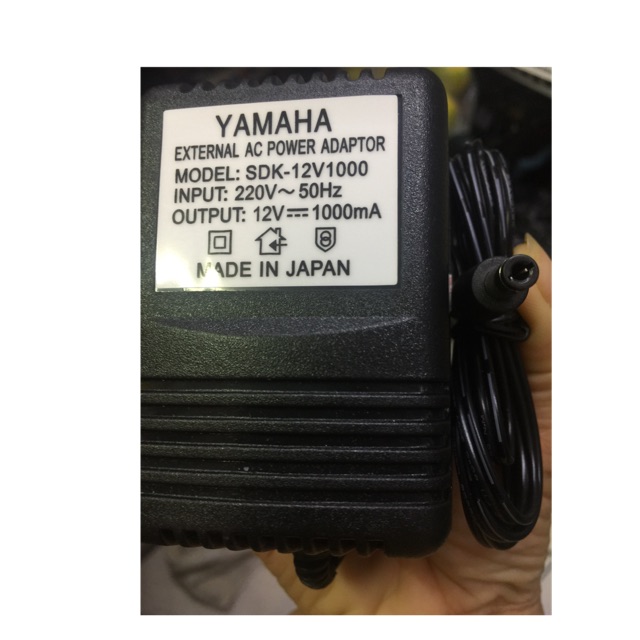 YAMAHA
EXTERNAL AC POWER ADAPTOR
MODEL: SDK-12V1000
INPUT: 220V～50Hz
OUTPUT: 12V⎓1000mA
MADE IN JAPAN